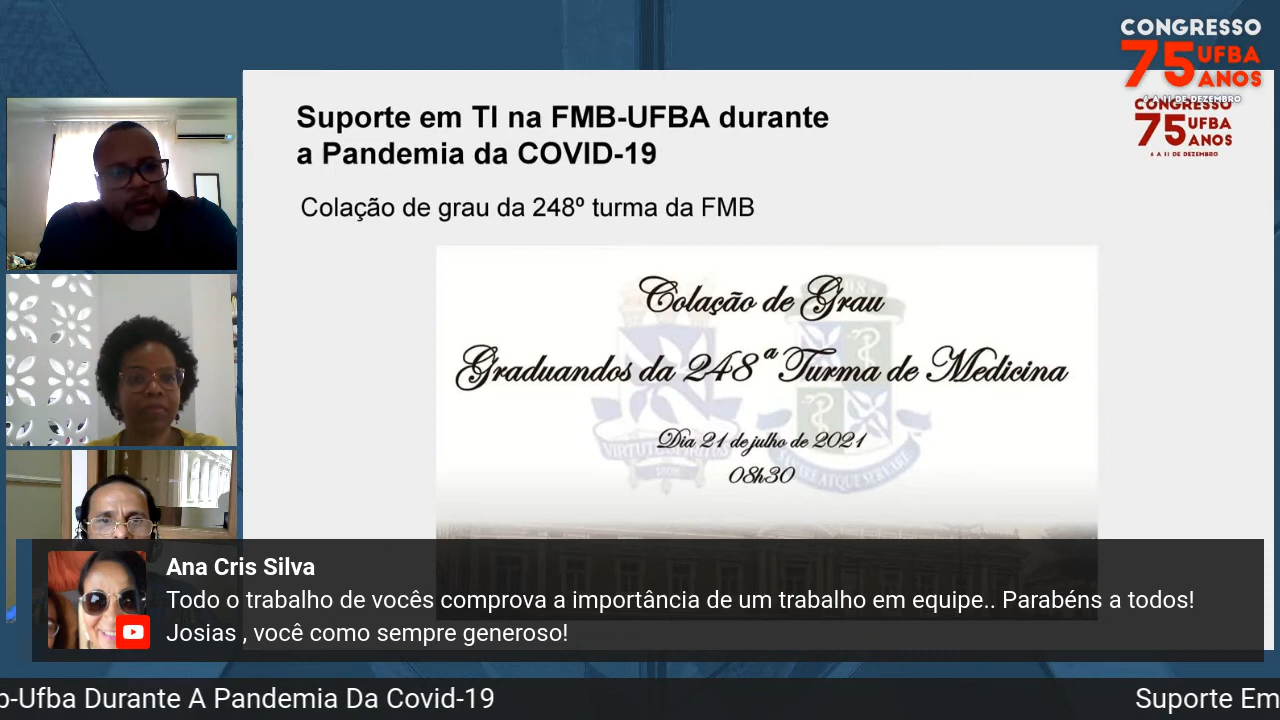 CONGRESSO
75 UFBA
ANOS
6 A 11 DE DEZEMBRO
CONGRESSO
75 UFBA
ANOS
6 A 11 DE DEZEMBRO
Suporte em TI na FMB-UFBA durante
a Pandemia da COVID-19
Colação de grau da 248º turma da FMB
Colação de Grau
Graduandos da 248ª Turma de Medicina
Dia 21 de julho de 2021
08h30
Ana Cris Silva
Todo o trabalho de vocês comprova a importância de um trabalho em equipe.. Parabéns a todos!
Josias , você como sempre generoso!
b-Ufba Durante A Pandemia Da Covid-19
Suporte Em